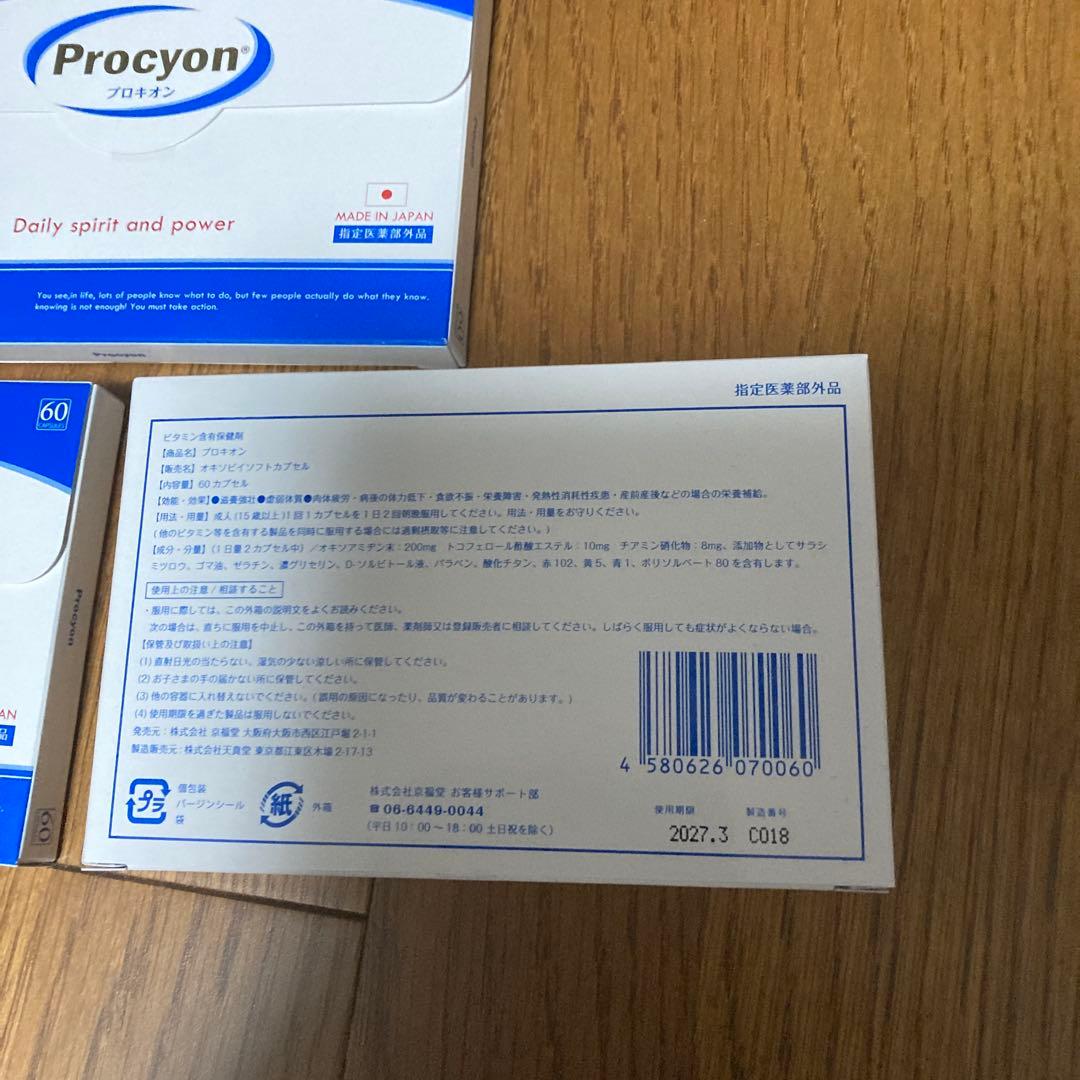 Procyon®
プロキオン
Daily spirit and power
MADE IN JAPAN
指定医薬部外品
You see,in life, lots of people know what to do, but few people actually do what they know.
knowing is not enough! You must take action.
Procyon
60
60
CAPSULES
Procyon
AN
品
60
指定医薬部外品
ビタミン含有保健剤
【商品名】プロキオン
【販売名】オキソピイソフトカプセル
【内容量】60カプセル
【効能・効果】●滋養強壮●虚弱体質●肉体疲労・病後の体力低下・食欲不振・栄養障害・発熱性消耗性疾患・産前産後などの場合の栄養補給。
【用法・用量】成人(15歳以上)1回1カプセルを1日2回朝晩服用してください。用法・用量をお守りください。
(他のビタミン等を含有する製品を同時に服用する場合には過剰摂取等に注意してください。)
【成分・分量】(1日量2カプセル中)/オキソアミヂン末:200mg トコフェロール酢酸エステル:10mg チアミン硝化物:8mg、添加物としてサラシ
ミツロウ、ゴマ油、ゼラチン、濃グリセリン、D-ソルビトール液、パラベン、酸化チタン、赤102、黄5、青1、ポリソルベート80を含有します。
使用上の注意/相談すること
・服用に際しては、この外箱の説明文をよくお読みください。
次の場合は、直ちに服用を中止し、この外箱を持って医師、薬剤師又は登録販売者に相談してください。しばらく服用しても症状がよくならない場合。
【保管及び取扱い上の注意】
(1)直射日光の当たらない、湿気の少ない涼しい所に保管してください。
(2)お子さまの手の届かない所に保管してください。
(3)他の容器に入れ替えないでください。(誤用の原因になったり、品質が変わることがあります。)
(4)使用期限を過ぎた製品は服用しないでください。
発売元:株式会社 京福堂 大阪府大阪市西区江戸堀2-1-1
製造販売元:株式会社天真堂 東京都江東区木場2-17-13
4 580626 070060
プラ
個包装
バージンシール
袋
紙
外箱
株式会社京福堂 お客様サポート部
☎06-6449-0044
(平日10:00～18:00 土日祝を除く)
使用期限
製造番号
2027.3 C018